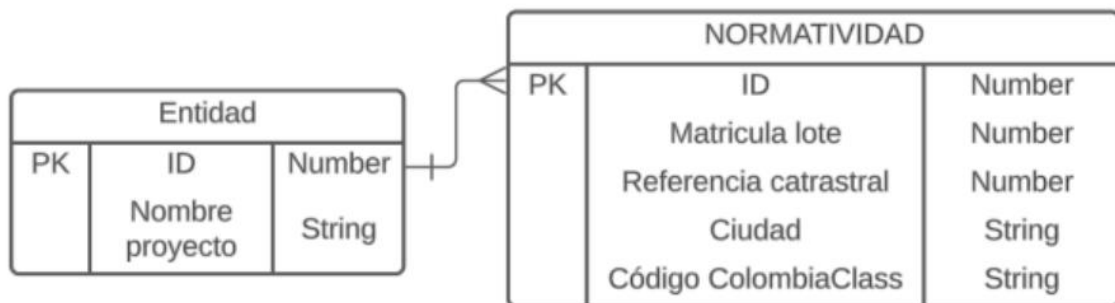 Entidad
PK ID Number
Nombre
proyecto String
NORMATIVIDAD
PK ID Number
Matricula lote Number
Referencia catrastral Number
Ciudad String
Código ColombiaClass String